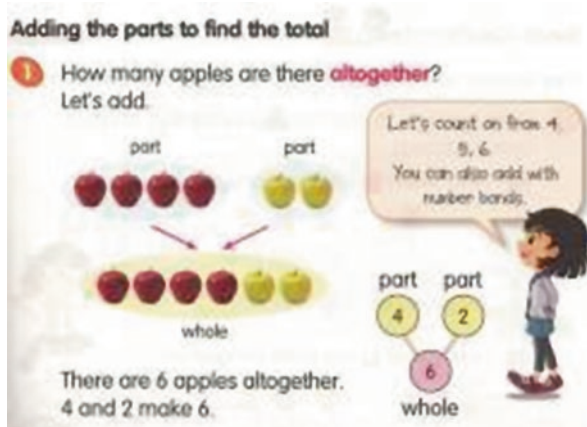 Adding the parts to find the total
1 How many apples are there altogether?
Let's add.
part part
Let's count on from 4,
5, 6.
You can also add with
number bonds.
whole
part part
4 2
6
whole
There are 6 apples altogether.
4 and 2 make 6.